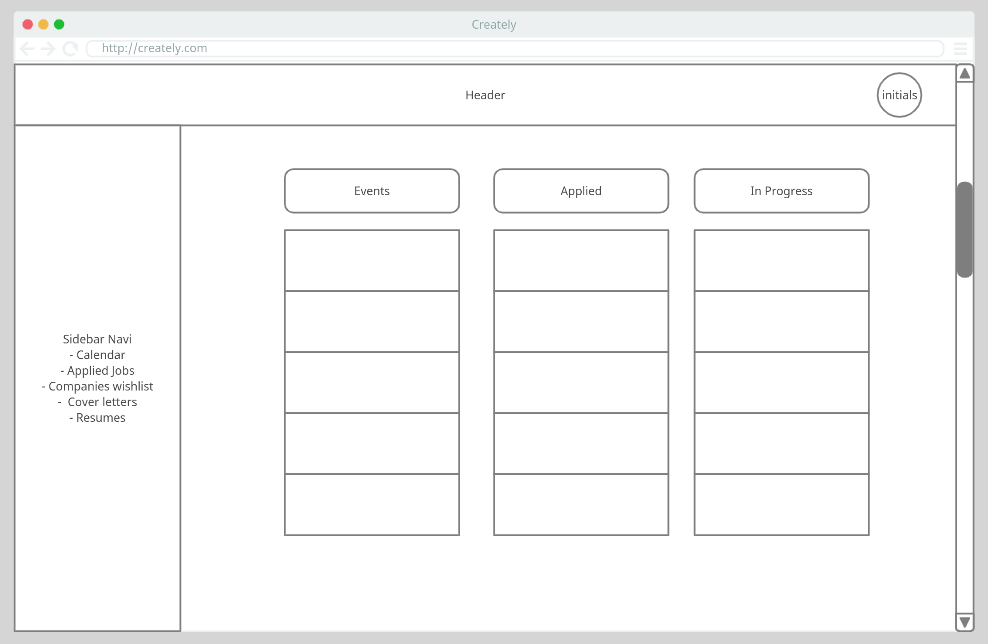 Creately
http://creately.com
Header
initials
Events
Applied
In Progress
Sidebar Navi
- Calendar
- Applied Jobs
- Companies wishlist
-  Cover letters
- Resumes